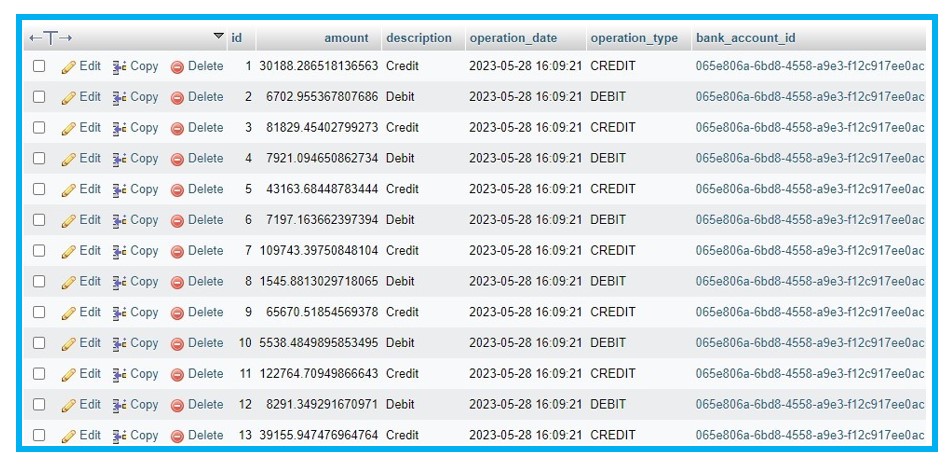 ←T→ id amount description operation_date operation_type bank_account_id
Edit Copy Delete 1 30188.286518136563 Credit 2023-05-28 16:09:21 CREDIT 065e806a-6bd8-4558-a9e3-f12c917ee0ac
Edit Copy Delete 2 6702.955367807686 Debit 2023-05-28 16:09:21 DEBIT 065e806a-6bd8-4558-a9e3-f12c917ee0ac
Edit Copy Delete 3 81829.45402799273 Credit 2023-05-28 16:09:21 CREDIT 065e806a-6bd8-4558-a9e3-f12c917ee0ac
Edit Copy Delete 4 7921.094650862734 Debit 2023-05-28 16:09:21 DEBIT 065e806a-6bd8-4558-a9e3-f12c917ee0ac
Edit Copy Delete 5 43163.68448783444 Credit 2023-05-28 16:09:21 CREDIT 065e806a-6bd8-4558-a9e3-f12c917ee0ac
Edit Copy Delete 6 7197.163662397394 Debit 2023-05-28 16:09:21 DEBIT 065e806a-6bd8-4558-a9e3-f12c917ee0ac
Edit Copy Delete 7 109743.39750848104 Credit 2023-05-28 16:09:21 CREDIT 065e806a-6bd8-4558-a9e3-f12c917ee0ac
Edit Copy Delete 8 1545.8813029718065 Debit 2023-05-28 16:09:21 DEBIT 065e806a-6bd8-4558-a9e3-f12c917ee0ac
Edit Copy Delete 9 65670.51854569378 Credit 2023-05-28 16:09:21 CREDIT 065e806a-6bd8-4558-a9e3-f12c917ee0ac
Edit Copy Delete 10 5538.4849895853495 Debit 2023-05-28 16:09:21 DEBIT 065e806a-6bd8-4558-a9e3-f12c917ee0ac
Edit Copy Delete 11 122764.70949866643 Credit 2023-05-28 16:09:21 CREDIT 065e806a-6bd8-4558-a9e3-f12c917ee0ac
Edit Copy Delete 12 8291.349291670971 Debit 2023-05-28 16:09:21 DEBIT 065e806a-6bd8-4558-a9e3-f12c917ee0ac
Edit Copy Delete 13 39155.947476964764 Credit 2023-05-28 16:09:21 CREDIT 065e806a-6bd8-4558-a9e3-f12c917ee0ac